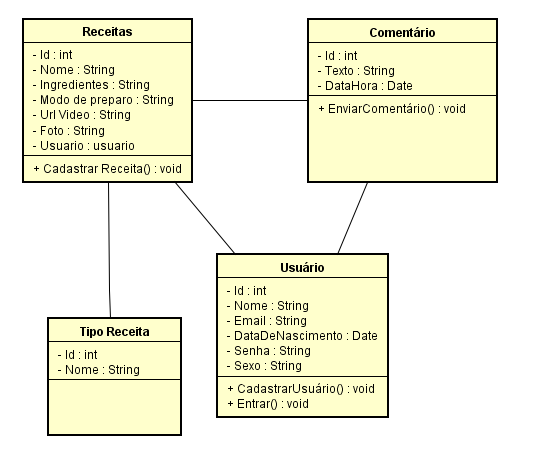 Receitas
- Id : int
- Nome : String
- Ingredientes : String
- Modo de preparo : String
- Url Video : String
- Foto : String
- Usuario : usuario
+ Cadastrar Receita() : void
Comentário
- Id : int
- Texto : String
- DataHora : Date
+ EnviarComentário() : void
Usuário
- Id : int
- Nome : String
- Email : String
- DataDeNascimento : Date
- Senha : String
- Sexo : String
+ CadastrarUsuário() : void
+ Entrar() : void
Tipo Receita
- Id : int
- Nome : String